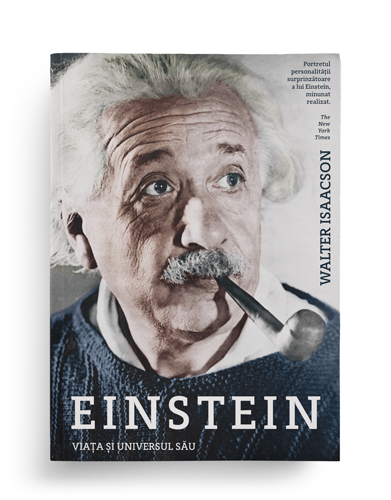 Portretul
personalității
surprinzătoare
a lui Einstein,
minunat
realizat.
The
New
York
Times
WALTER ISAACSON
EINSTEIN
VIAȚA ȘI UNIVERSUL SĂU